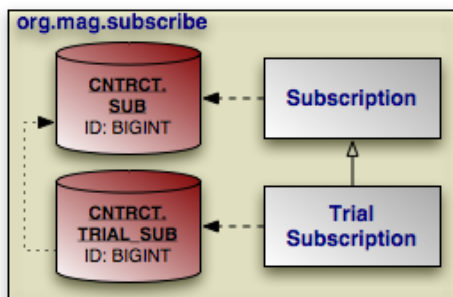 org.mag.subscribe
CNTRCT.
SUB
ID: BIGINT
Subscription
CNTRCT.
TRIAL_SUB
ID: BIGINT
Trial
Subscription